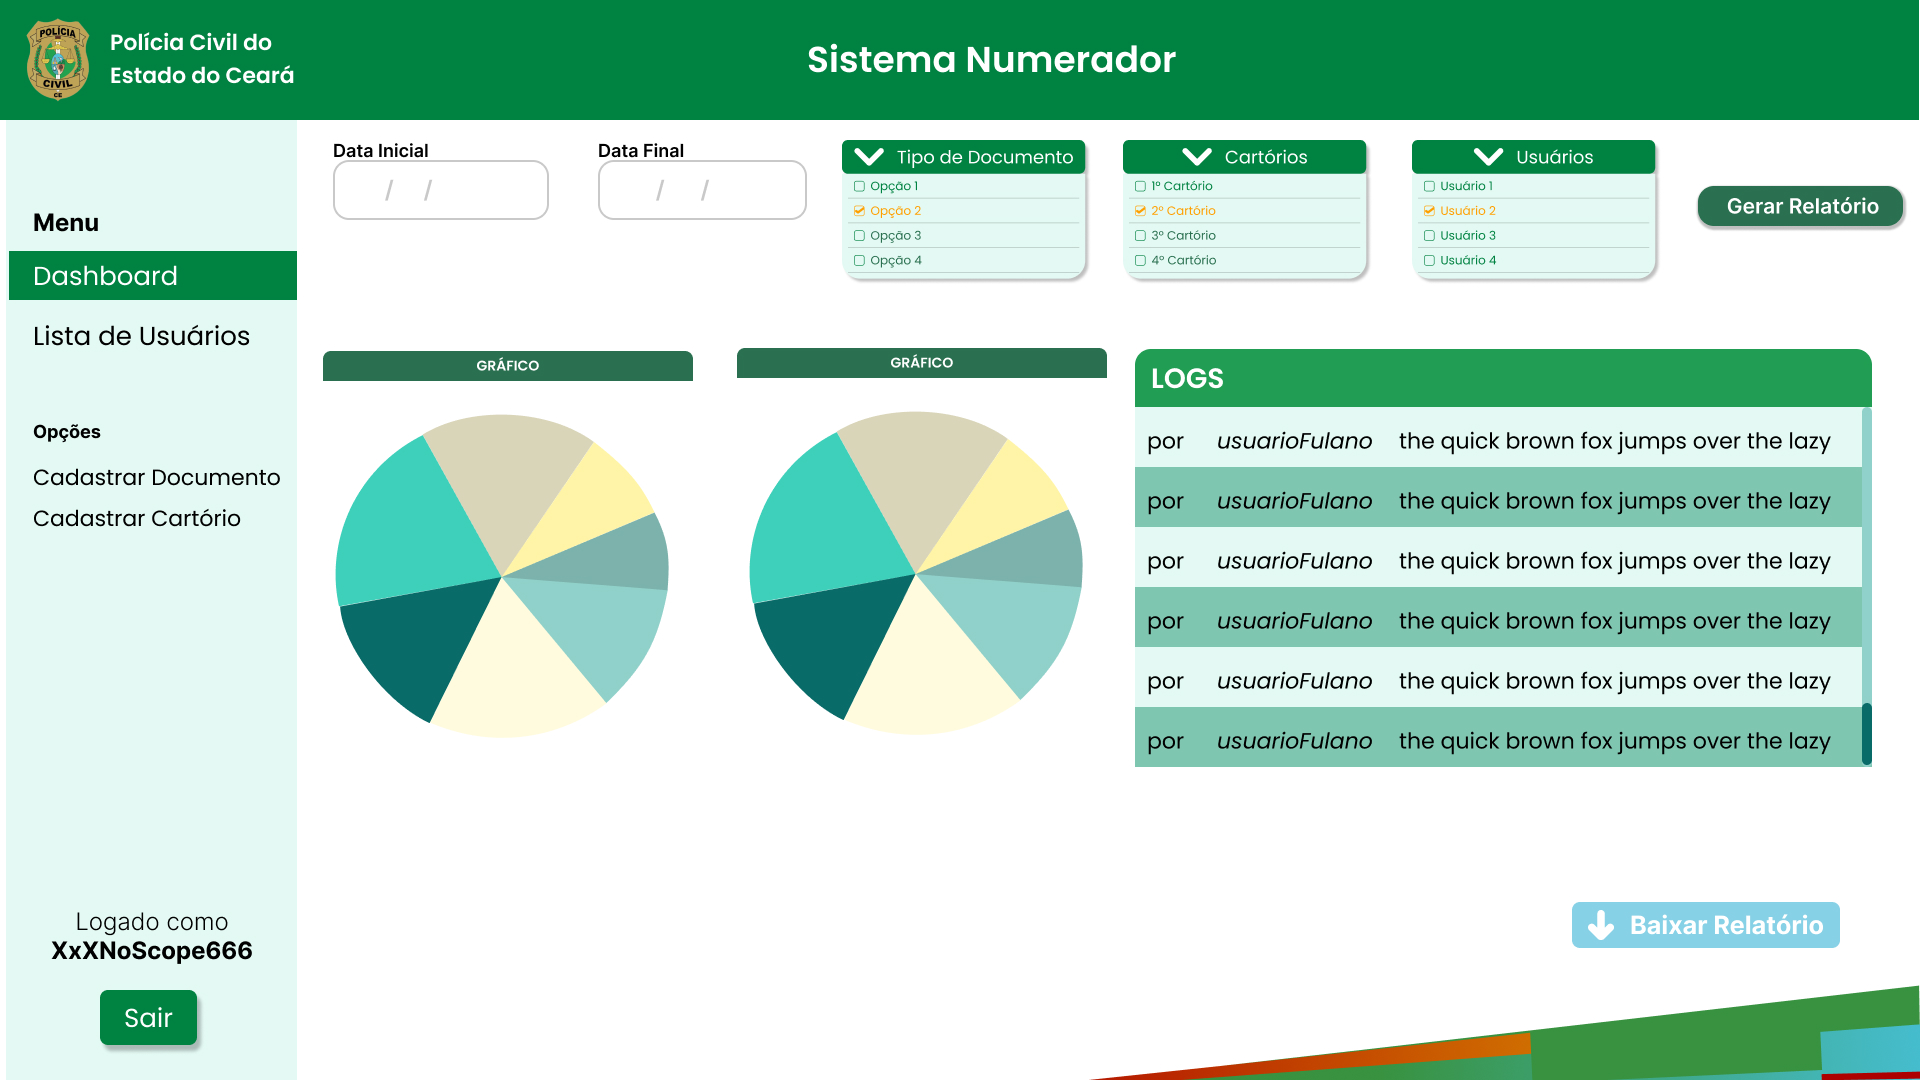 POLÍCIA
CIVIL
CE
Polícia Civil do
Estado do Ceará
Sistema Numerador
Menu
Dashboard
Lista de Usuários
Opções
Cadastrar Documento
Cadastrar Cartório
Logado como
XxXNoScope666
Sair
Data Inicial
/ /
Data Final
/ /
Tipo de Documento
Opção 1
Opção 2
Opção 3
Opção 4
Cartórios
1º Cartório
2º Cartório
3º Cartório
4º Cartório
Usuários
Usuário 1
Usuário 2
Usuário 3
Usuário 4
Gerar Relatório
GRÁFICO
GRÁFICO
LOGS
por usuarioFulano the quick brown fox jumps over the lazy
por usuarioFulano the quick brown fox jumps over the lazy
por usuarioFulano the quick brown fox jumps over the lazy
por usuarioFulano the quick brown fox jumps over the lazy
por usuarioFulano the quick brown fox jumps over the lazy
por usuarioFulano the quick brown fox jumps over the lazy
Baixar Relatório